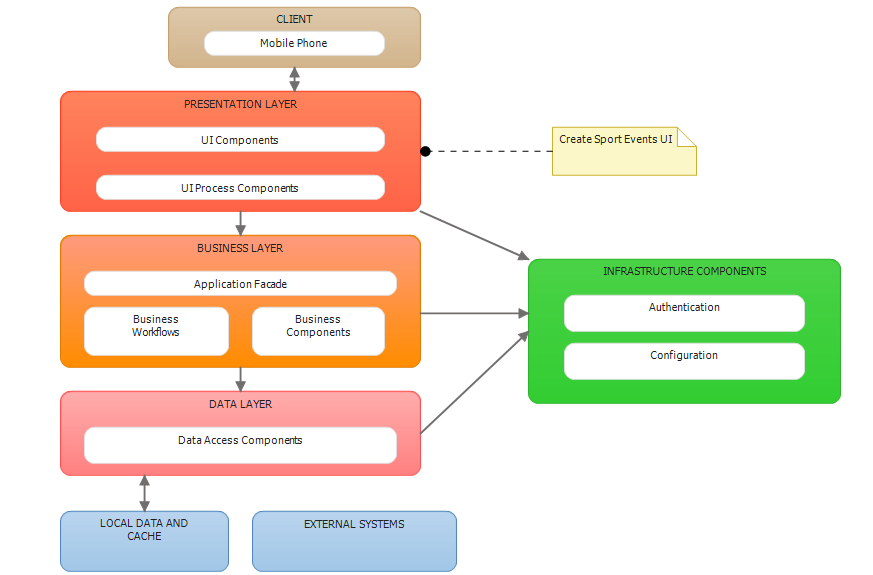 CLIENT
Mobile Phone
PRESENTATION LAYER
UI Components
UI Process Components
Create Sport Events UI
BUSINESS LAYER
Application Facade
Business
Workflows
Business
Components
INFRASTRUCTURE COMPONENTS
Authentication
Configuration
DATA LAYER
Data Access Components
LOCAL DATA AND
CACHE
EXTERNAL SYSTEMS